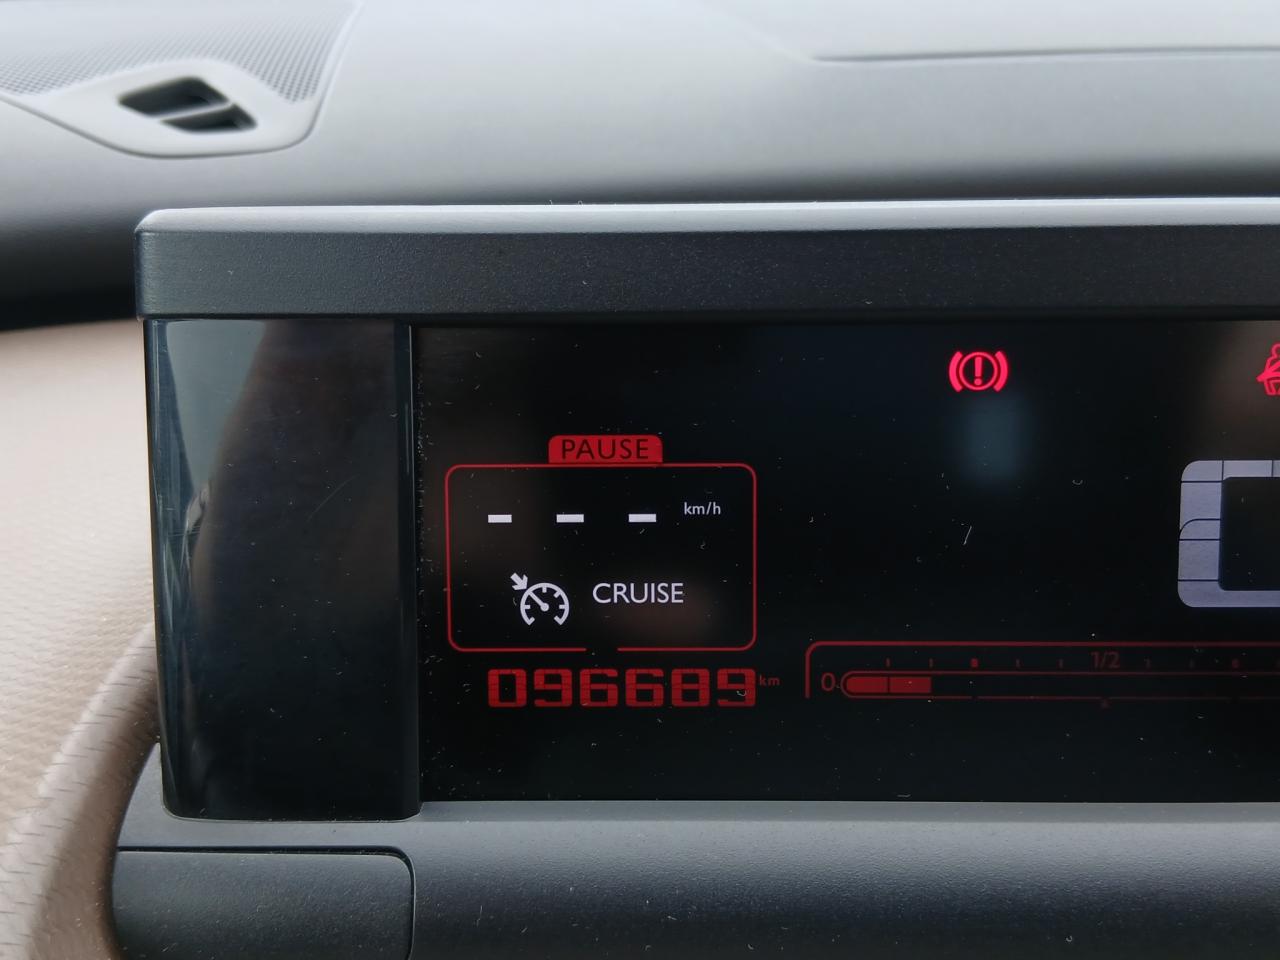 PAUSE
- - - km/h
CRUISE
096689 km
0 1/2